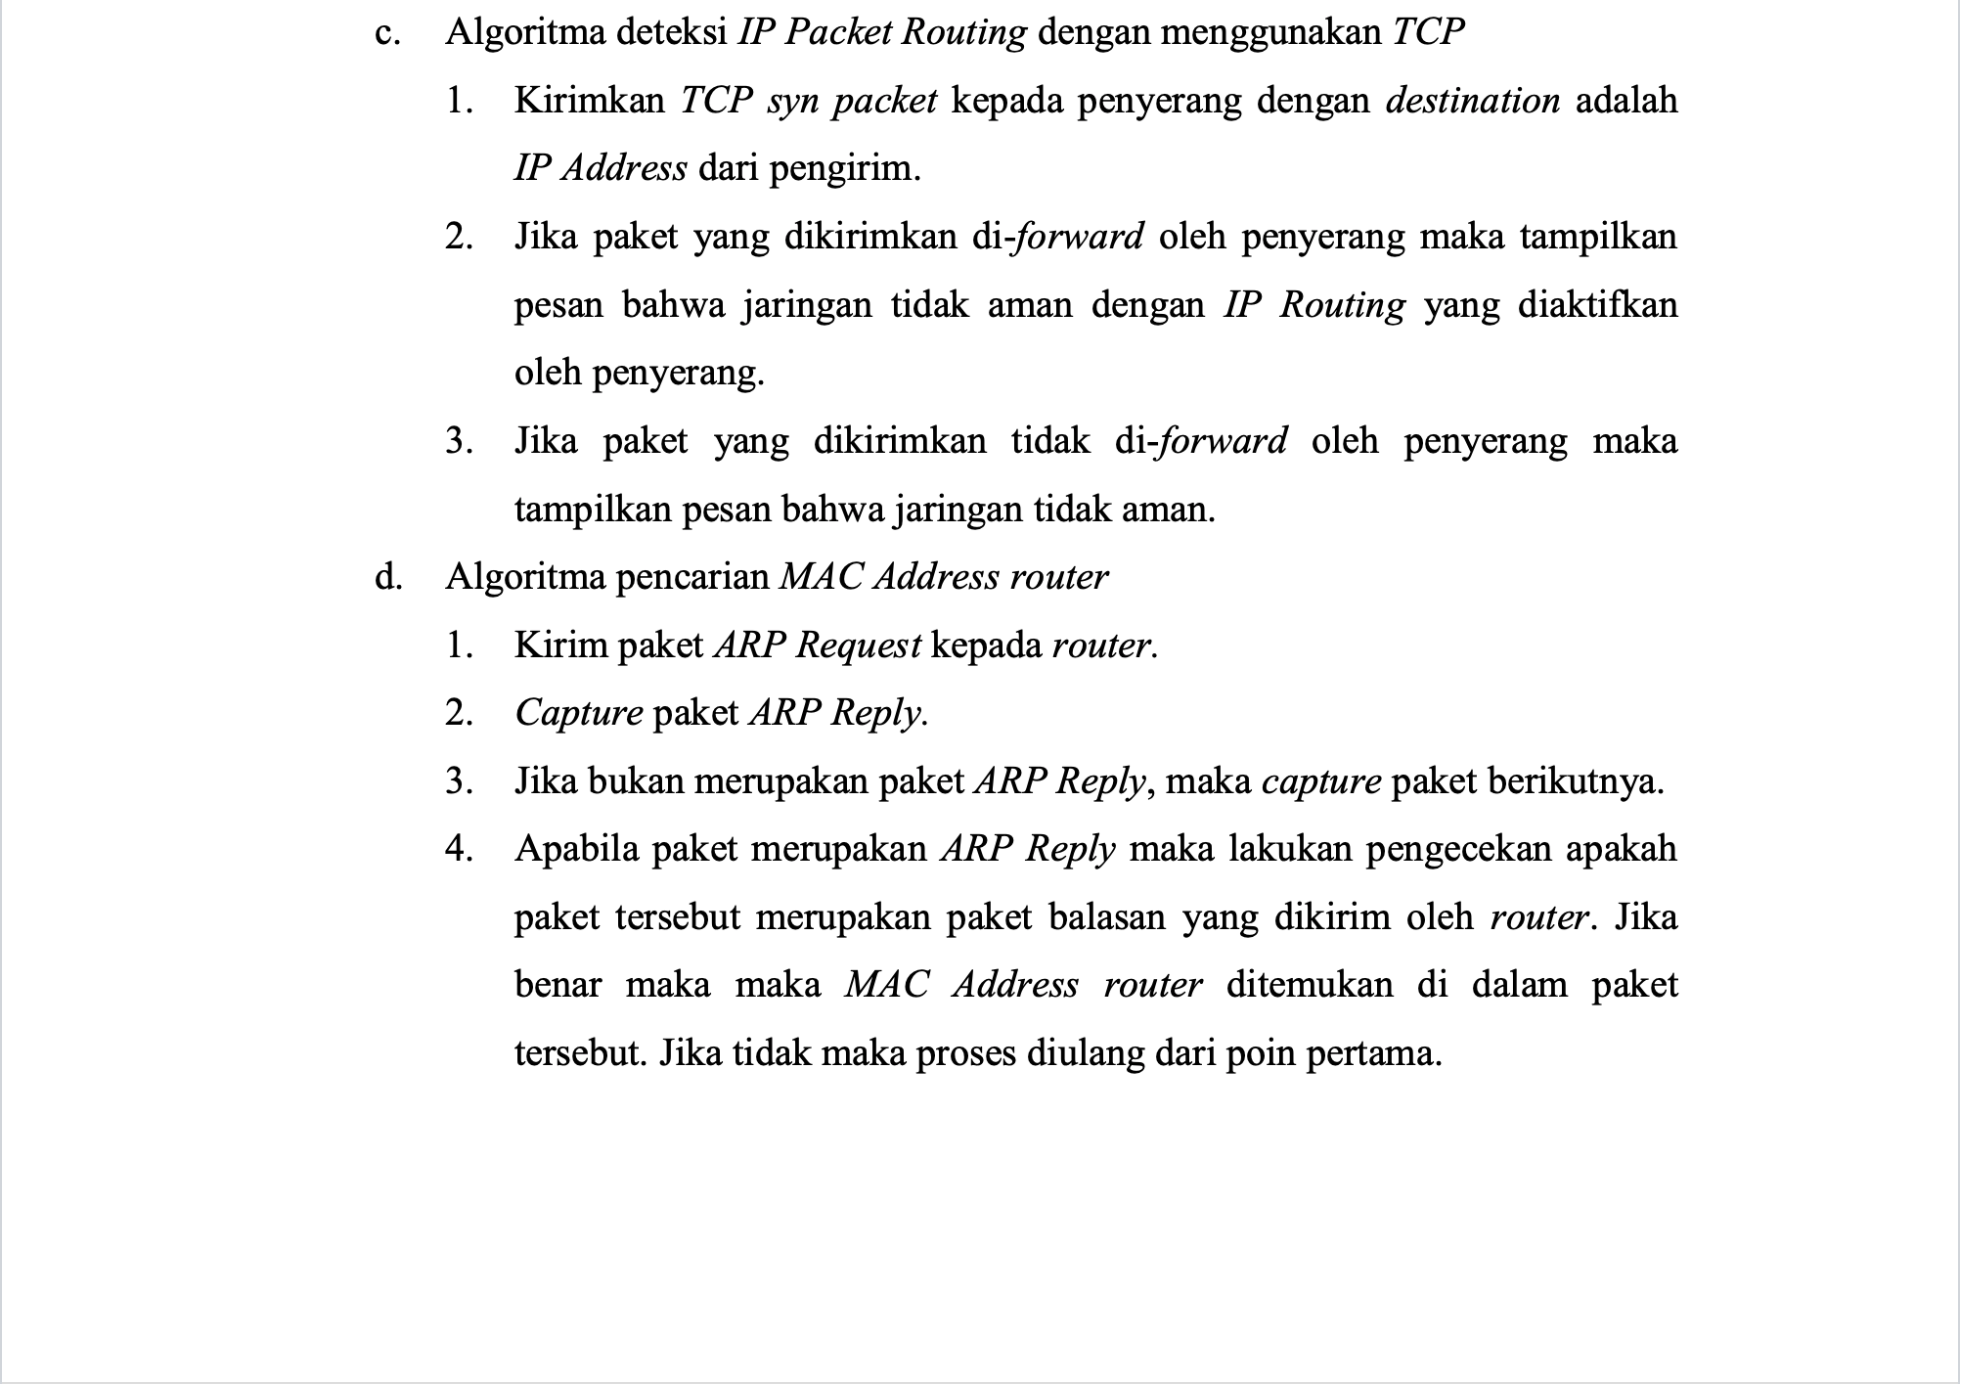 c. Algoritma deteksi IP Packet Routing dengan menggunakan TCP
1. Kirimkan TCP syn packet kepada penyerang dengan destination adalah
IP Address dari pengirim.
2. Jika paket yang dikirimkan di-forward oleh penyerang maka tampilkan
pesan bahwa jaringan tidak aman dengan IP Routing yang diaktifkan
oleh penyerang.
3. Jika paket yang dikirimkan tidak di-forward oleh penyerang maka
tampilkan pesan bahwa jaringan tidak aman.
d. Algoritma pencarian MAC Address router
1. Kirim paket ARP Request kepada router.
2. Capture paket ARP Reply.
3. Jika bukan merupakan paket ARP Reply, maka capture paket berikutnya.
4. Apabila paket merupakan ARP Reply maka lakukan pengecekan apakah
paket tersebut merupakan paket balasan yang dikirim oleh router. Jika
benar maka maka MAC Address router ditemukan di dalam paket
tersebut. Jika tidak maka proses diulang dari poin pertama.